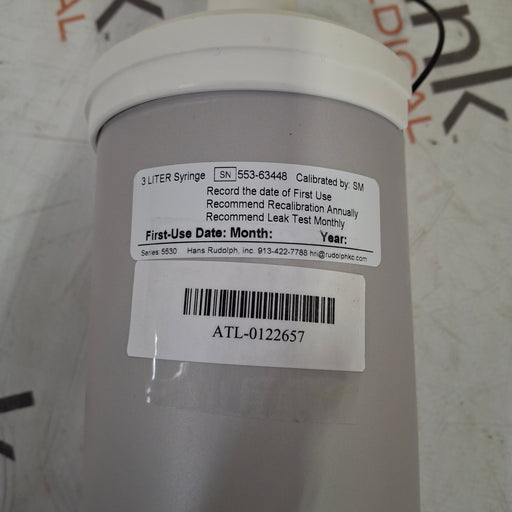 3 LITER Syringe SN 553-63448 Calibrated by: SM
Record the date of First Use
Recommend Recalibration Annually
Recommend Leak Test Monthly
First-Use Date: Month: Year:
Series 5530 Hans Rudolph, inc. 913-422-7788 hri@rudolphkc.com
ATL-0122657
nk
DICAL
k